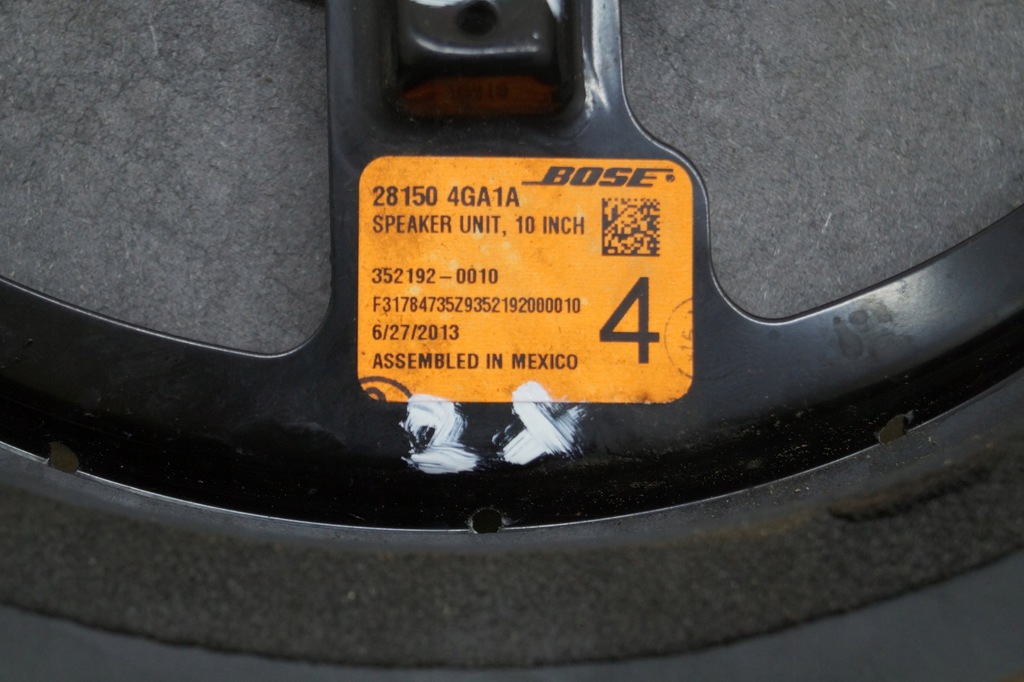 BOSE®
28150 4GA1A
SPEAKER UNIT, 10 INCH
352192-0010
F31784735Z9352192000010
4
6/27/2013
ASSEMBLED IN MEXICO